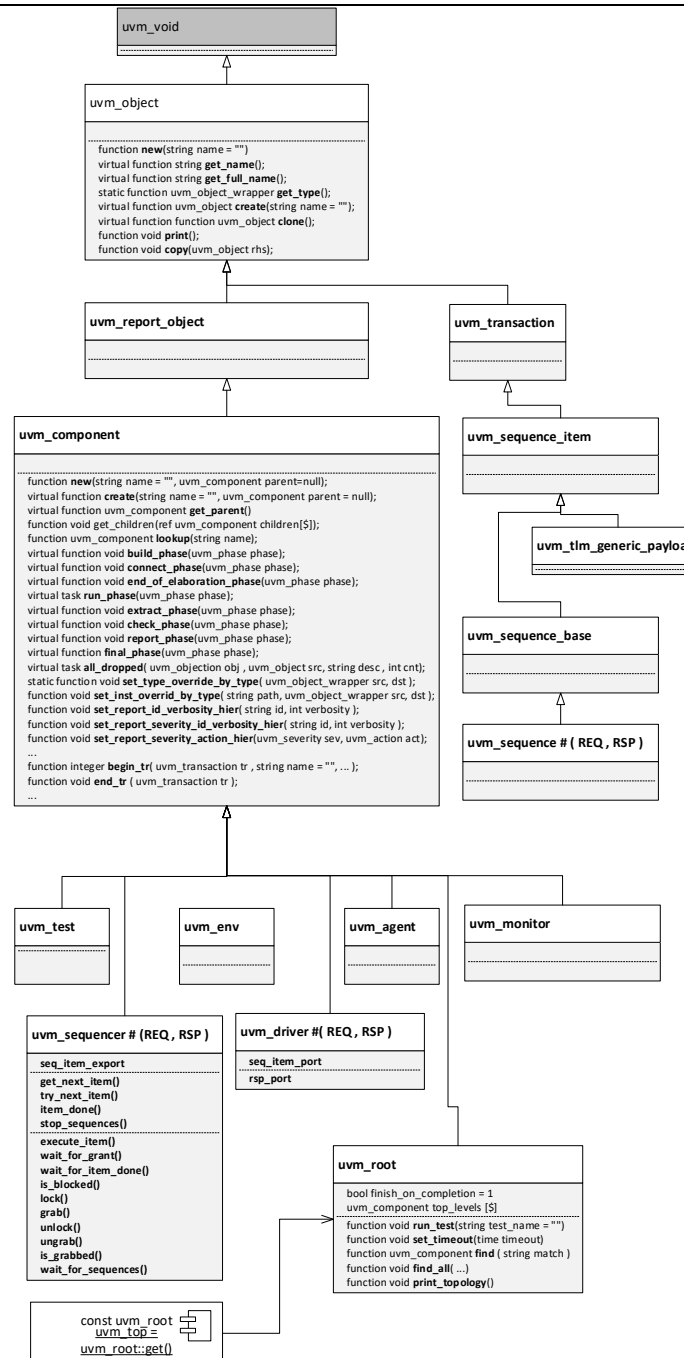 uvm_void
uvm_object
function new(string name = "")
virtual function string get_name();
virtual function string get_full_name();
static function uvm_object_wrapper get_type();
virtual function uvm_object create(string name = "");
virtual function function uvm_object clone();
function void print();
function void copy(uvm_object rhs);
uvm_report_object
uvm_transaction
uvm_component
function new(string name = "", uvm_component parent=null);
virtual function create(string name = "", uvm_component parent = null);
virtual function uvm_component get_parent()
function void get_children(ref uvm_component children[$]);
function uvm_component lookup(string name);
virtual function void build_phase(uvm_phase phase);
virtual function void connect_phase(uvm_phase phase);
virtual function void end_of_elaboration_phase(uvm_phase phase);
virtual task run_phase(uvm_phase phase);
virtual function void extract_phase(uvm_phase phase);
virtual function void check_phase(uvm_phase phase);
virtual function void report_phase(uvm_phase phase);
virtual function final_phase(uvm_phase phase);
virtual task all_dropped( uvm_objection obj , uvm_object src, string desc , int cnt);
static function void set_type_override_by_type( uvm_object_wrapper src, dst );
function void set_inst_overrid_by_type( string path, uvm_object_wrapper src, dst );
function void set_report_id_verbosity_hier( string id, int verbosity );
function void set_report_severity_id_verbosity_hier( string id, int verbosity );
function void set_report_severity_action_hier(uvm_severity sev, uvm_action act);
...
function integer begin_tr( uvm_transaction tr , string name = "", ... );
function void end_tr ( uvm_transaction tr );
...
uvm_sequence_item
uvm_tlm_generic_payloa
uvm_sequence_base
uvm_sequence # ( REQ , RSP )
uvm_test
uvm_env
uvm_agent
uvm_monitor
uvm_sequencer # (REQ , RSP )
seq_item_export
get_next_item()
try_next_item()
item_done()
stop_sequences()
execute_item()
wait_for_grant()
wait_for_item_done()
is_blocked()
lock()
grab()
unlock()
ungrab()
is_grabbed()
wait_for_sequences()
uvm_driver #( REQ , RSP )
seq_item_port
rsp_port
uvm_root
bool finish_on_completion = 1
uvm_component top_levels [$]
function void run_test(string test_name = "")
function void set_timeout(time timeout)
function uvm_component find ( string match )
function void find_all( ...)
function void print_topology()
const uvm_root
uvm_top =
uvm_root::get()